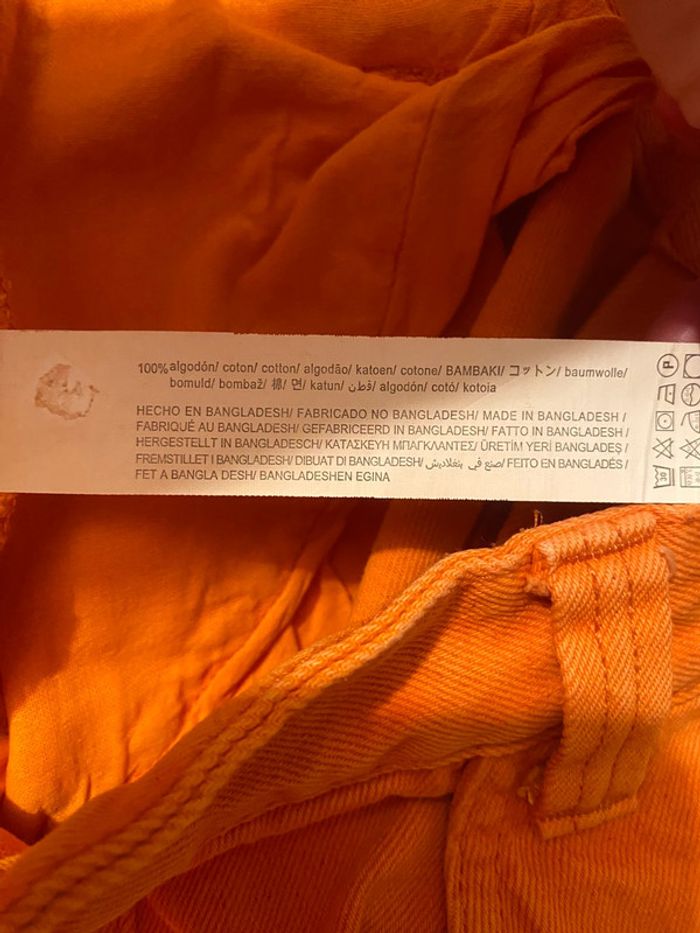 100% algodón/ coton/ cotton/ algodão/ katoen/ cotone/ BAMBAKI/ コットン/ baumwolle/
bomuld/ bombaž/ 棉/ 면/ katun/ قطن/ algodón/ cotó/ kotoia
HECHO EN BANGLADESH/ FABRICADO NO BANGLADESH/ MADE IN BANGLADESH /
FABRIQUÉ AU BANGLADESH/ GEFABRICEERD IN BANGLADESH/ FATTO IN BANGLADESH /
HERGESTELLT IN BANGLADESCH/ ΚΑΤΑΣΚΕΥΗ ΜΠΑΓΚΛΑΝΤΕΣ/ ÜRETİM YERİ BANGLADEŞ /
FREMSTILLET I BANGLADESH/ DIBUAT DI BANGLADESH/ صنع في بنغلاديش/ FEITO EN BANGLADÉS /
FET A BANGLA DESH/ BANGLADESHEN EGINA
P